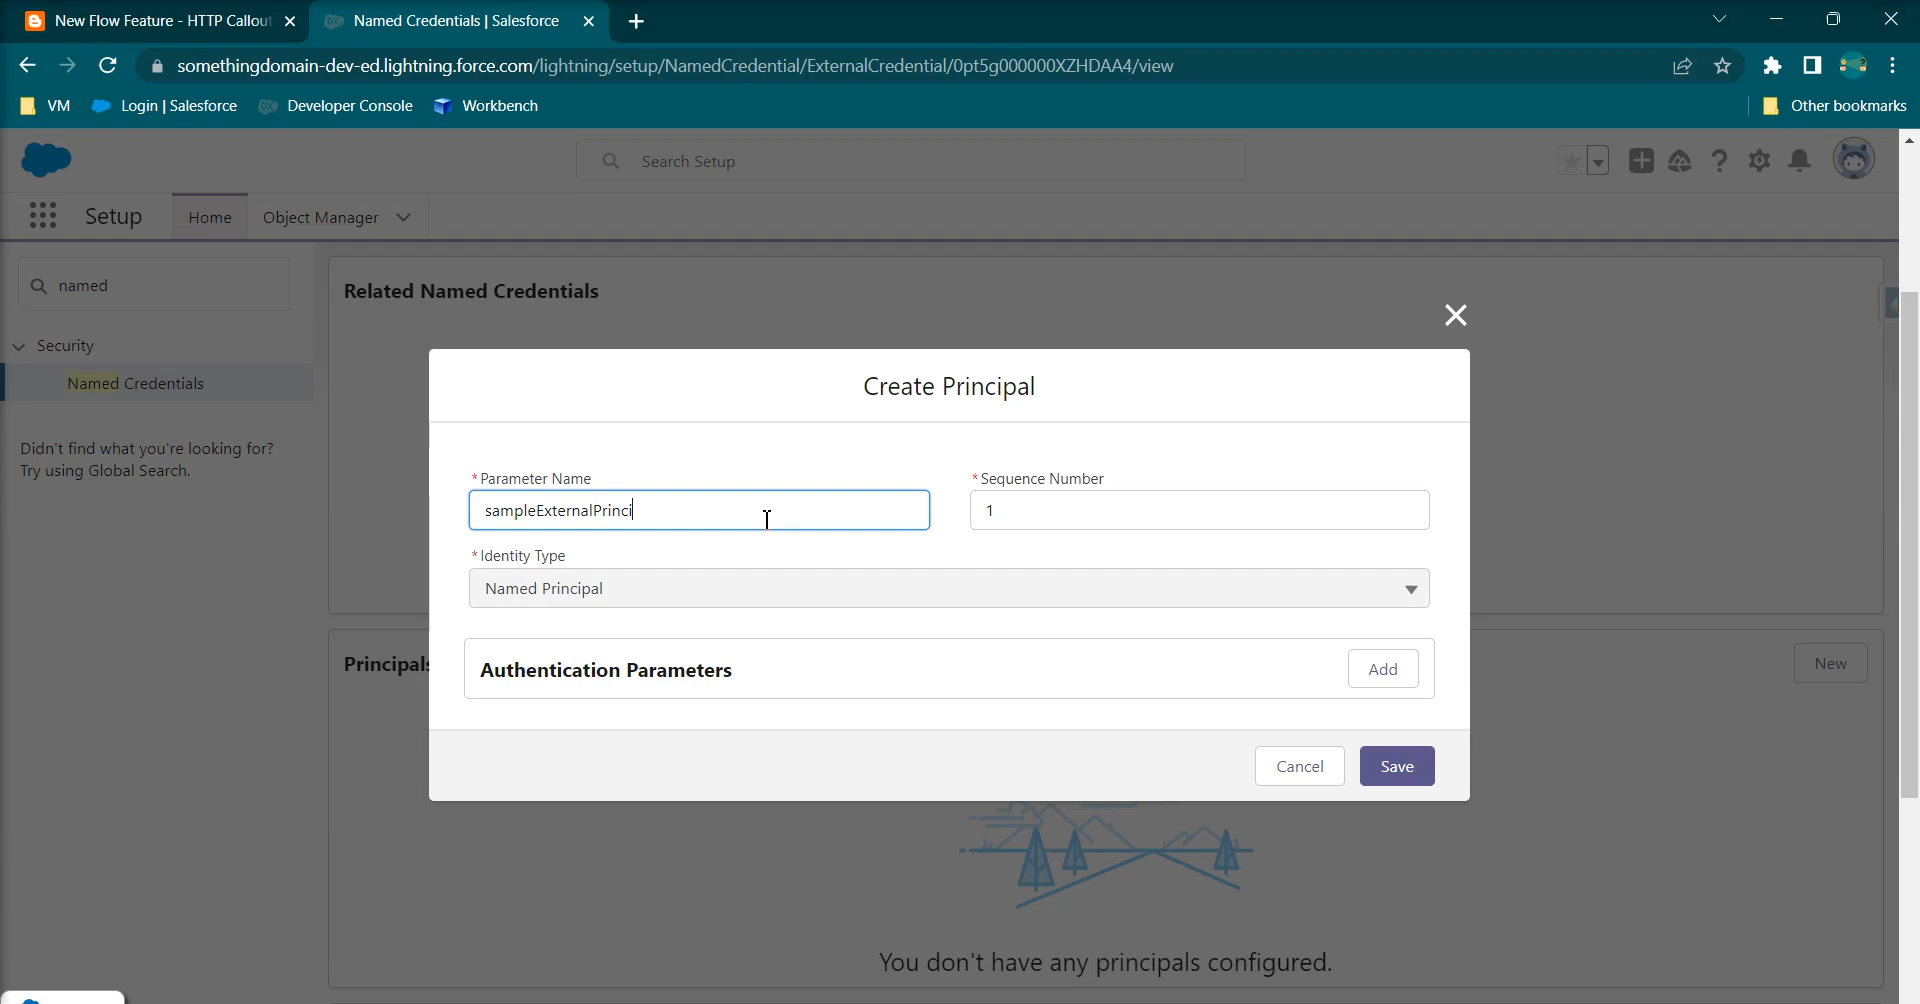 New Flow Feature - HTTP Callout
Named Credentials | Salesforce
somethingdomain-dev-ed.lightning.force.com/lightning/setup/NamedCredential/ExternalCredential/0pt5g000000XZHDAA4/view
VM
Login | Salesforce
Developer Console
Workbench
Other bookmarks
Search Setup
Setup
Home
Object Manager
named
Related Named Credentials
Security
Named Credentials
Didn't find what you're looking for?
Try using Global Search.
Create Principal
*Parameter Name
*Sequence Number
sampleExternalPrinci
1
*Identity Type
Named Principal
Principals
New
Authentication Parameters
Add
Cancel
Save
You don't have any principals configured.